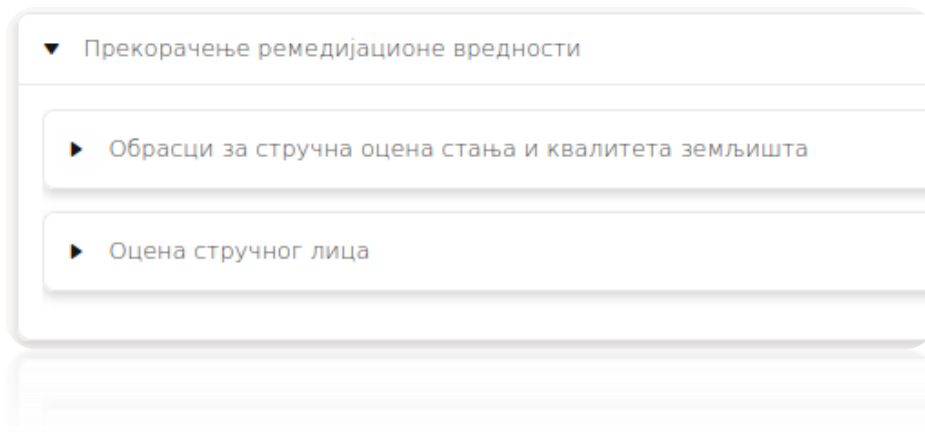 Прекорачење ремедијационе вредности
Обрасци за стручна оцена стања и квалитета земљишта
Оцена стручног лица